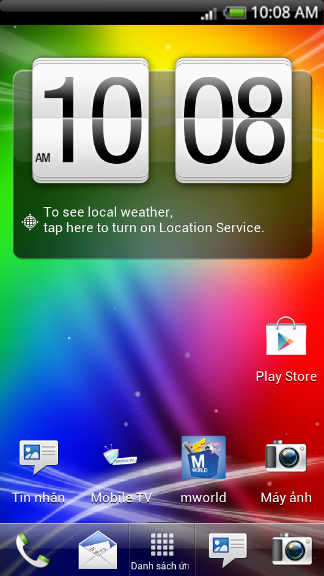 10:08 AM
AM 10 08
To see local weather,
tap here to turn on Location Service.
Play Store
M
WORLD
Tin nhắn
Mobile TV
mworld
Máy ảnh
Danh sách ứn